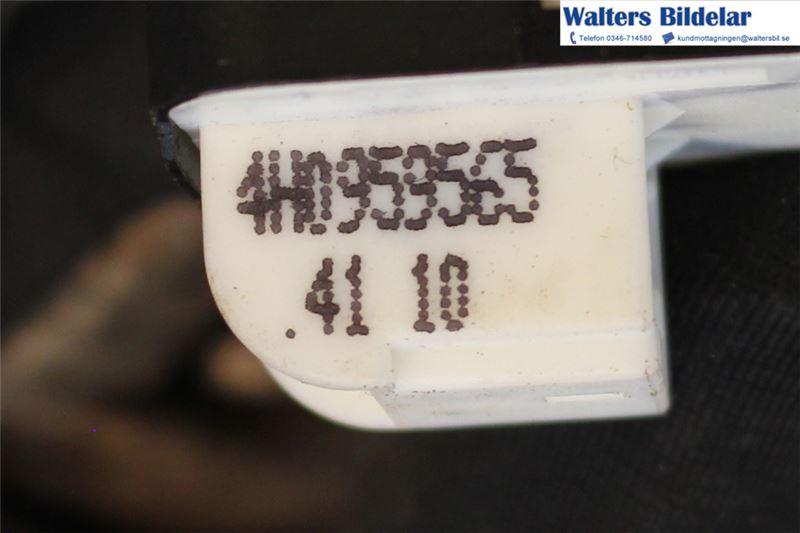 Walters Bildelar
Telefon 0346-714580 kundmottagningen@waltersbil.se
4H0953565
.41 10